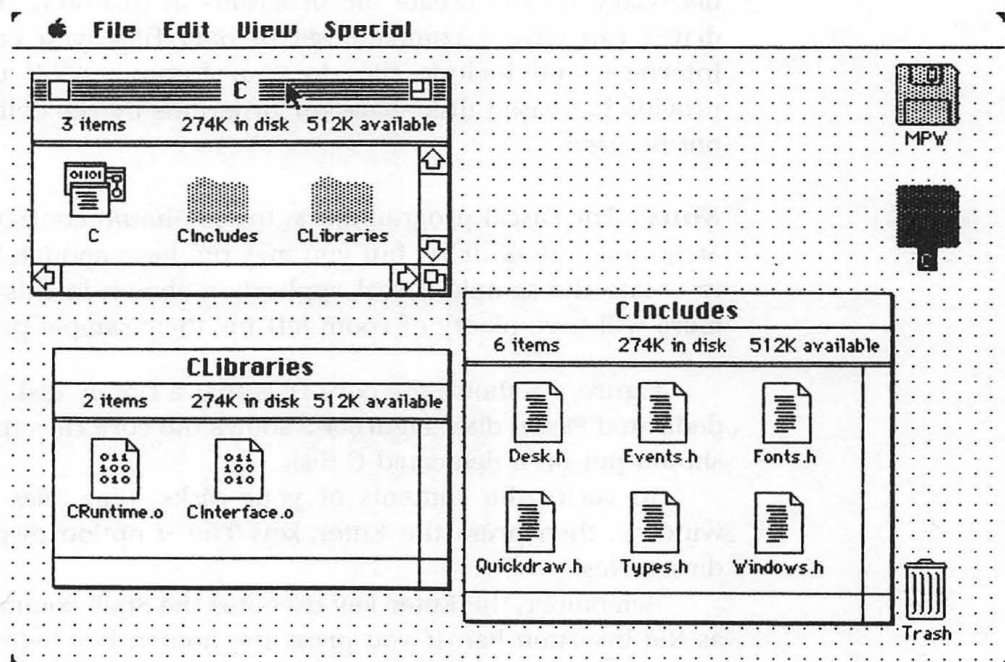 File Edit View Special
C
3 items 274K in disk 512K available
C CIncludes CLibraries
MPW
C
CLibraries
2 items 274K in disk 512K available
CRuntime.o CInterface.o
CIncludes
6 items 274K in disk 512K available
Desk.h Events.h Fonts.h
Quickdraw.h Types.h Windows.h
Trash